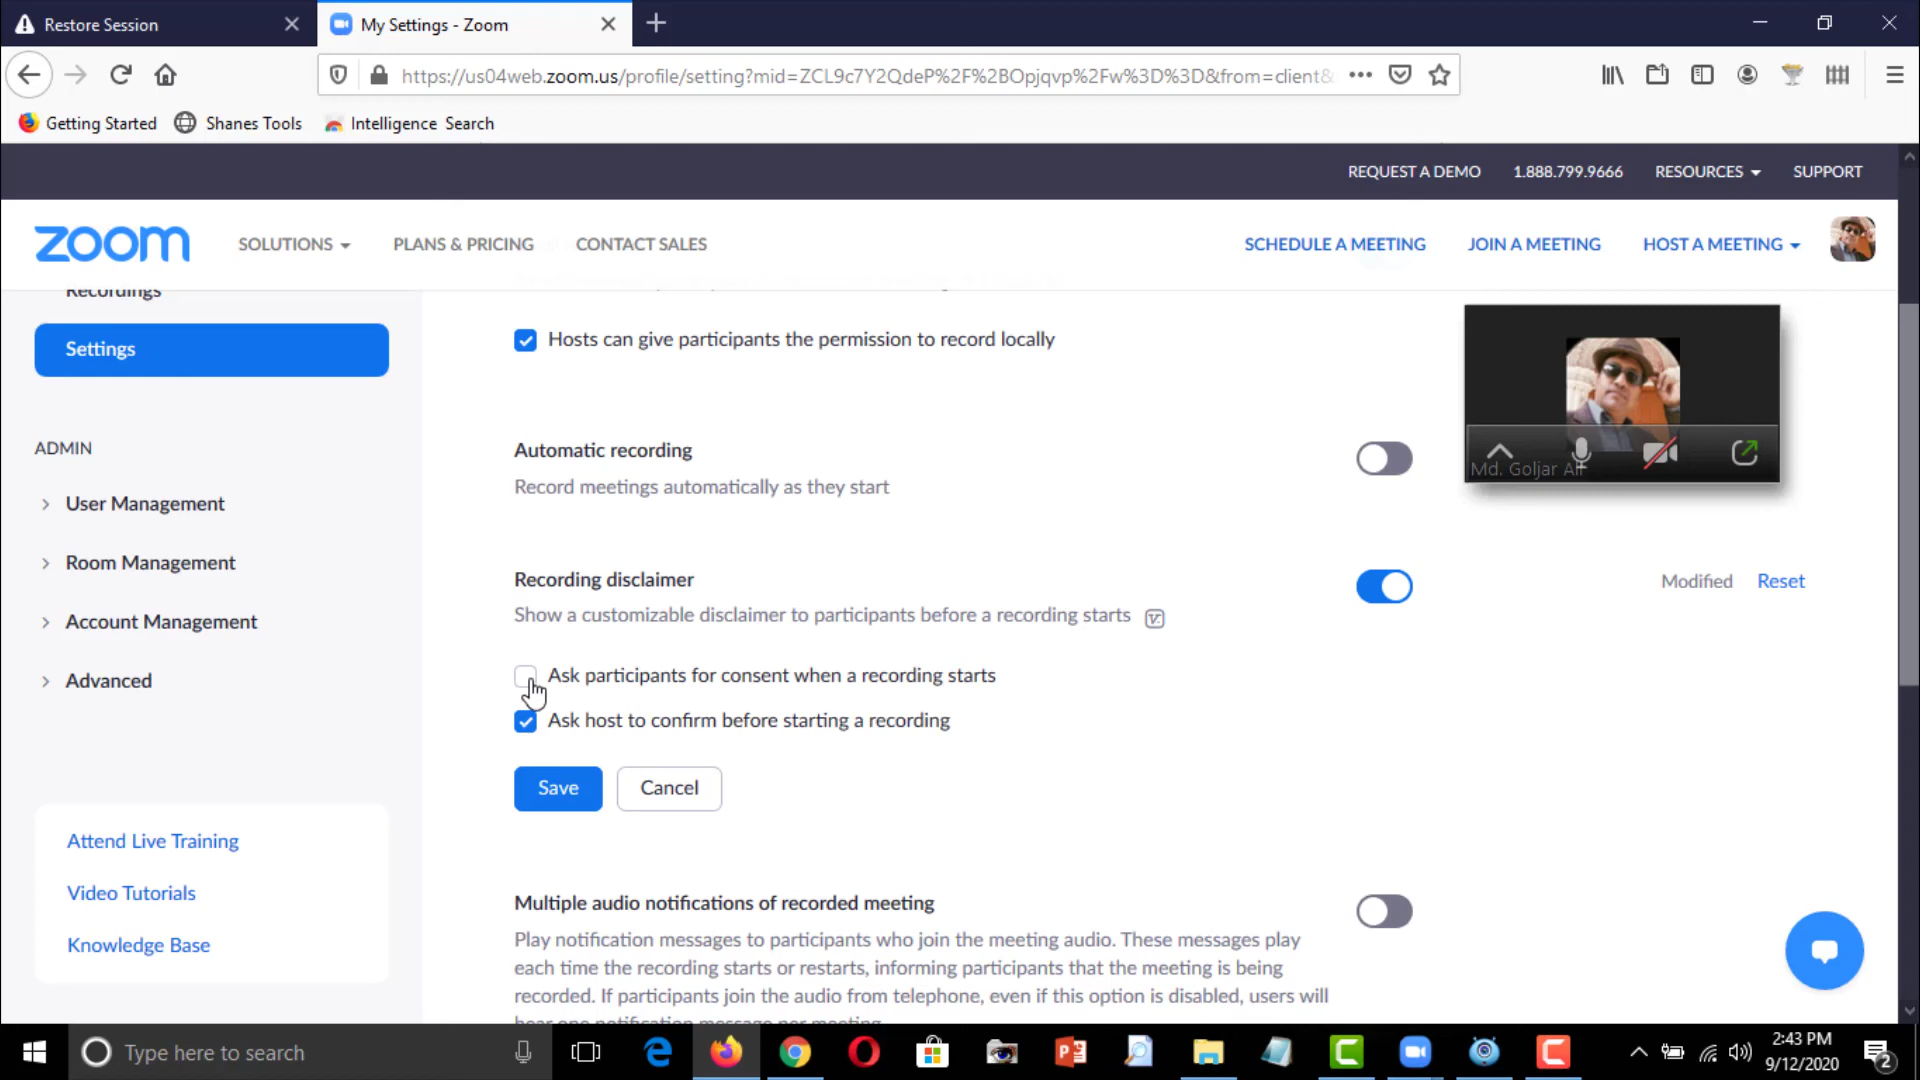 Restore Session
My Settings - Zoom
https://us04web.zoom.us/profile/setting?mid=ZCL9c7Y2QdeP%2F%2BOpjqvp%2Fw%3D%3D&from=client&
Getting Started
Shanes Tools
Intelligence Search
REQUEST A DEMO
1.888.799.9666
RESOURCES
SUPPORT
zoom
SOLUTIONS
PLANS & PRICING
CONTACT SALES
SCHEDULE A MEETING
JOIN A MEETING
HOST A MEETING
Recordings
Settings
ADMIN
User Management
Room Management
Account Management
Advanced
Attend Live Training
Video Tutorials
Knowledge Base
Hosts can give participants the permission to record locally
Md. Goljar Ali
Automatic recording
Record meetings automatically as they start
Recording disclaimer
Modified
Reset
Show a customizable disclaimer to participants before a recording starts
Ask participants for consent when a recording starts
Ask host to confirm before starting a recording
Save
Cancel
Multiple audio notifications of recorded meeting
Play notification messages to participants who join the meeting audio. These messages play
each time the recording starts or restarts, informing participants that the meeting is being
recorded. If participants join the audio from telephone, even if this option is disabled, users will
hear one notification message per meeting.
Type here to search
2:43 PM
9/12/2020
2